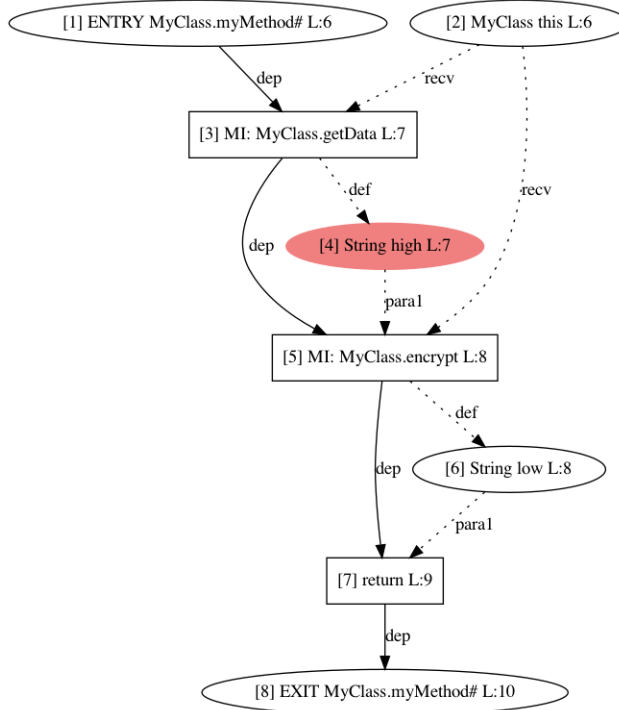 [1] ENTRY MyClass.myMethod# L:6
[2] MyClass this L:6
dep
recv
[3] MI: MyClass.getData L:7
def
recv
dep
[4] String high L:7
para1
[5] MI: MyClass.encrypt L:8
def
dep
[6] String low L:8
para1
[7] return L:9
dep
[8] EXIT MyClass.myMethod# L:10